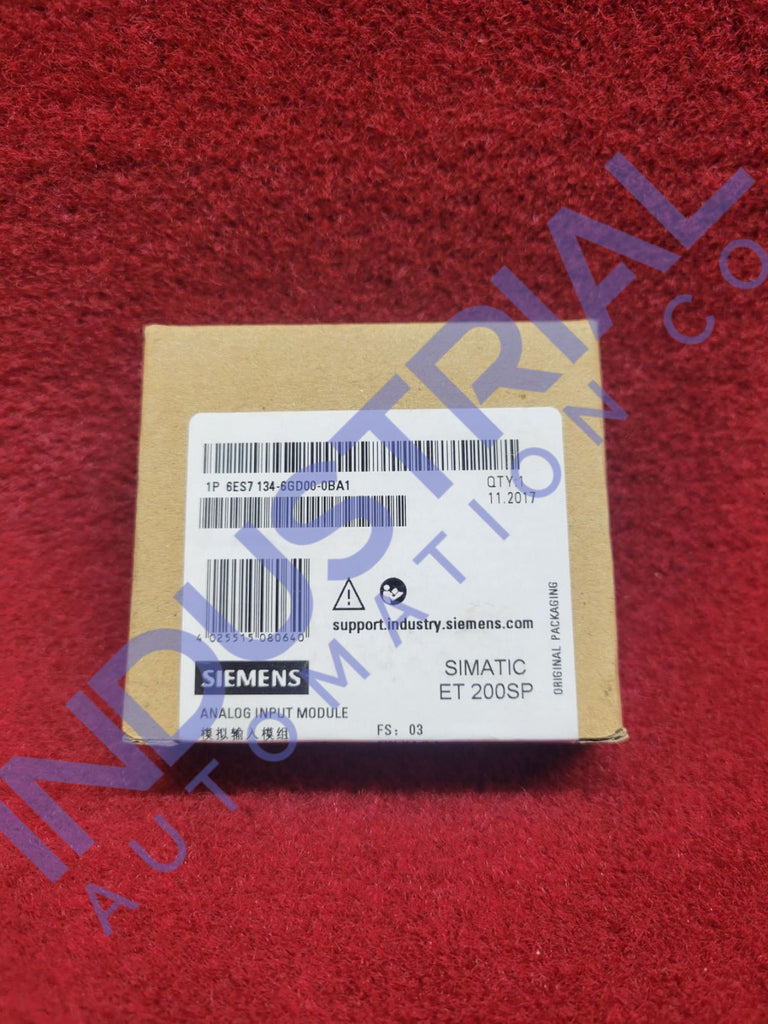 1P 6ES7 134-6GD00-0BA1
QTY:1
11.2017
4 025515 080640
support.industry.siemens.com
SIEMENS
SIMATIC
ET 200SP
ORIGINAL PACKAGING
ANALOG INPUT MODULE
模拟输入模组
FS: 03
INDUSTRIAL
AUTOMATION CO